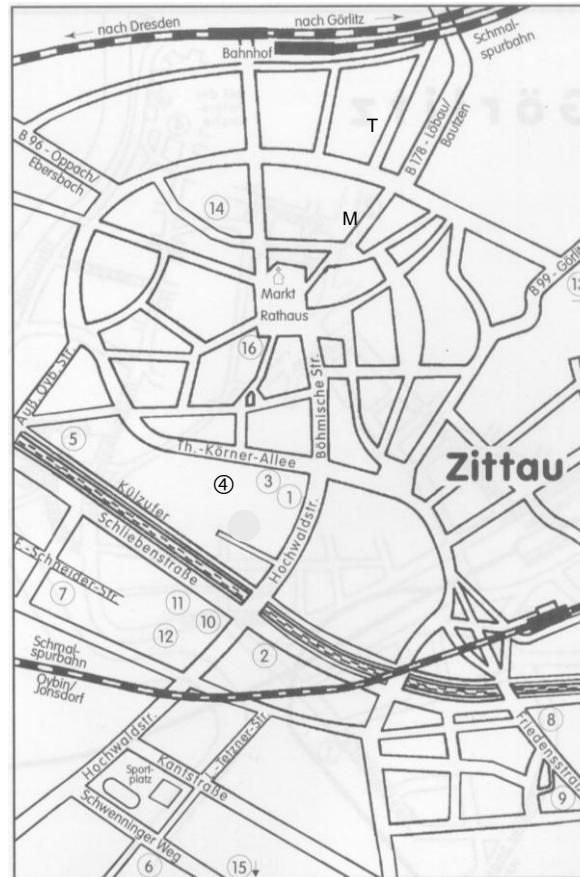 nach Dresden
nach Görlitz
Bahnhof
Schmal-
spurbahn
T
B 178 - Löbau/
Bautzen
B 96 - Oppach/
Ebersbach
14
M
B 99 - Görli
13
Markt
Rathaus
16
Böhmische Str.
Auß. Oyb. Str.
5
Th.-Körner-Allee
Zittau
4
3
1
Külzufer
Schliebenstraße
Hochwaldstr.
-Schneider-Str.
7
11
10
12
2
Schmal-
spurbahn
Oybin/
Jonsdorf
8
Friedensstraße
9
Hochwaldstr.
-Tetzner-Str.
Kantstraße
Sport-
platz
Schwenninger Weg
6
15